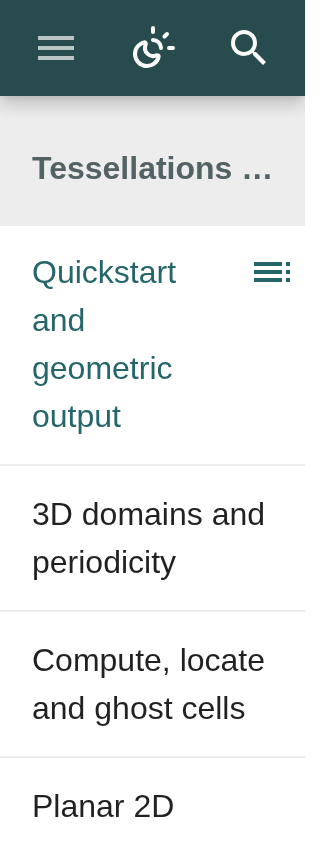 Tessellations …
Quickstart
and
geometric
output
3D domains and
periodicity
Compute, locate
and ghost cells
Planar 2D